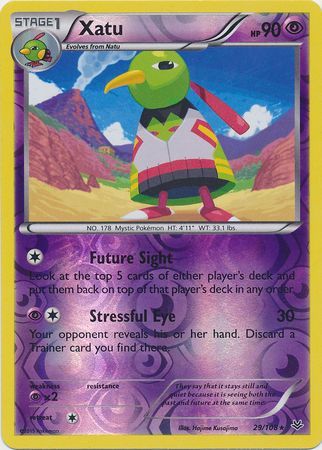 STAGE1
Xatu
HP 90
Evolves from Natu
NO. 178 Mystic Pokémon HT: 4'11" WT: 33.1 lbs.
Future Sight
Look at the top 5 cards of either player's deck and
put them back on top of that player's deck in any order.
Stressful Eye 30
Your opponent reveals his or her hand. Discard a
Trainer card you find there.
weakness resistance
×2
retreat
They say that it stays still and
quiet because it is seeing both the
past and future at the same time.
Illus. Hajime Kusajima
29/108 ★
©2015 Pokémon